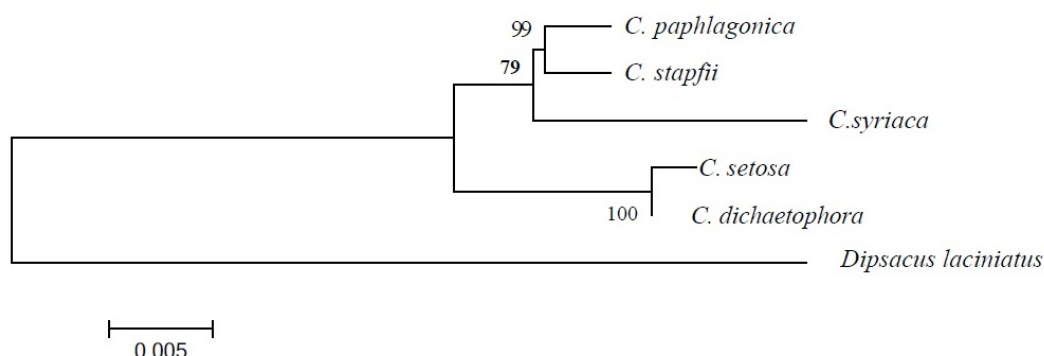 99
C. paphlagonica
79
C. stapfii
C.syriaca
C. setosa
100
C. dichaetophora
Dipsacus laciniatus
0.005